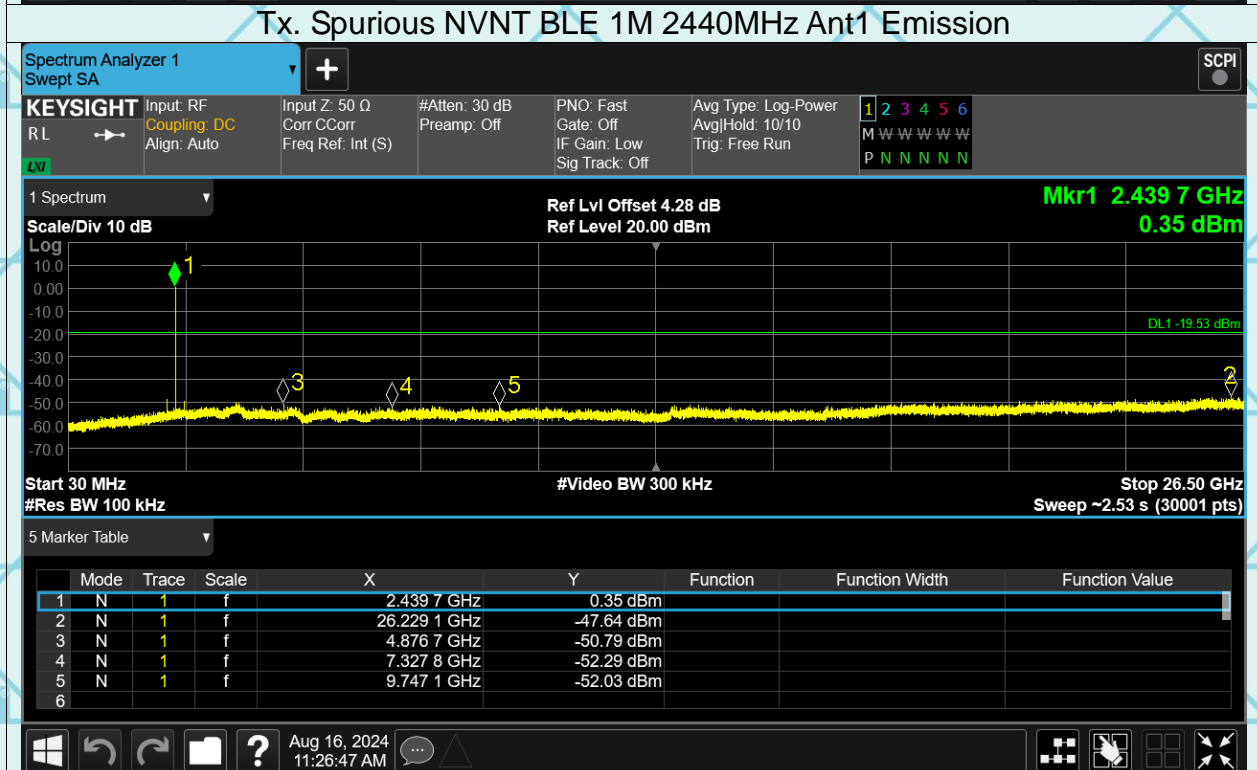 Tx. Spurious NVNT BLE 1M 2440MHz Ant1 Emission
Spectrum Analyzer 1
Swept SA
SCPI
KEYSIGHT Input: RF Input Z: 50 Ω #Atten: 30 dB PNO: Fast Avg Type: Log-Power 1 2 3 4 5 6
R L Coupling: DC Corr CCorr Preamp: Off Gate: Off Avg|Hold: 10/10 M W W W W W
Align: Auto Freq Ref: Int (S) IF Gain: Low Trig: Free Run P N N N N N
LXI Sig Track: Off
1 Spectrum Ref Lvl Offset 4.28 dB Mkr1 2.439 7 GHz
Scale/Div 10 dB Ref Level 20.00 dBm 0.35 dBm
Log
10.0 1
0.00
-10.0
DL1 -19.53 dBm
-20.0
-30.0
-40.0 3 4 5 2
-50.0
-60.0
-70.0
Start 30 MHz #Video BW 300 kHz Stop 26.50 GHz
#Res BW 100 kHz Sweep ~2.53 s (30001 pts)
5 Marker Table
Mode Trace Scale X Y Function Function Width Function Value
1 N 1 f 2.439 7 GHz 0.35 dBm
2 N 1 f 26.229 1 GHz -47.64 dBm
3 N 1 f 4.876 7 GHz -50.79 dBm
4 N 1 f 7.327 8 GHz -52.29 dBm
5 N 1 f 9.747 1 GHz -52.03 dBm
6
? Aug 16, 2024
11:26:47 AM